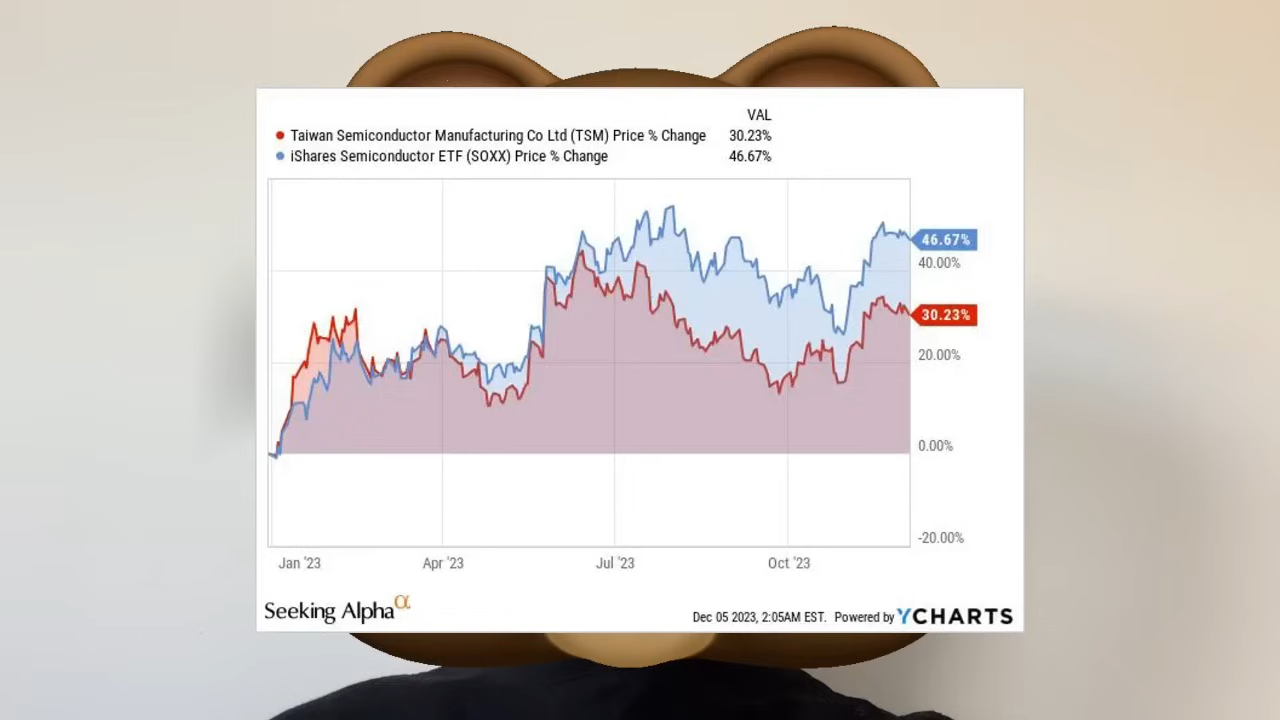 VAL
Taiwan Semiconductor Manufacturing Co Ltd (TSM) Price % Change 30.23%
iShares Semiconductor ETF (SOXX) Price % Change 46.67%
46.67%
40.00%
30.23%
20.00%
0.00%
-20.00%
Jan '23 Apr '23 Jul '23 Oct '23
Seeking Alpha α
Dec 05 2023, 2:05AM EST. Powered by YCHARTS